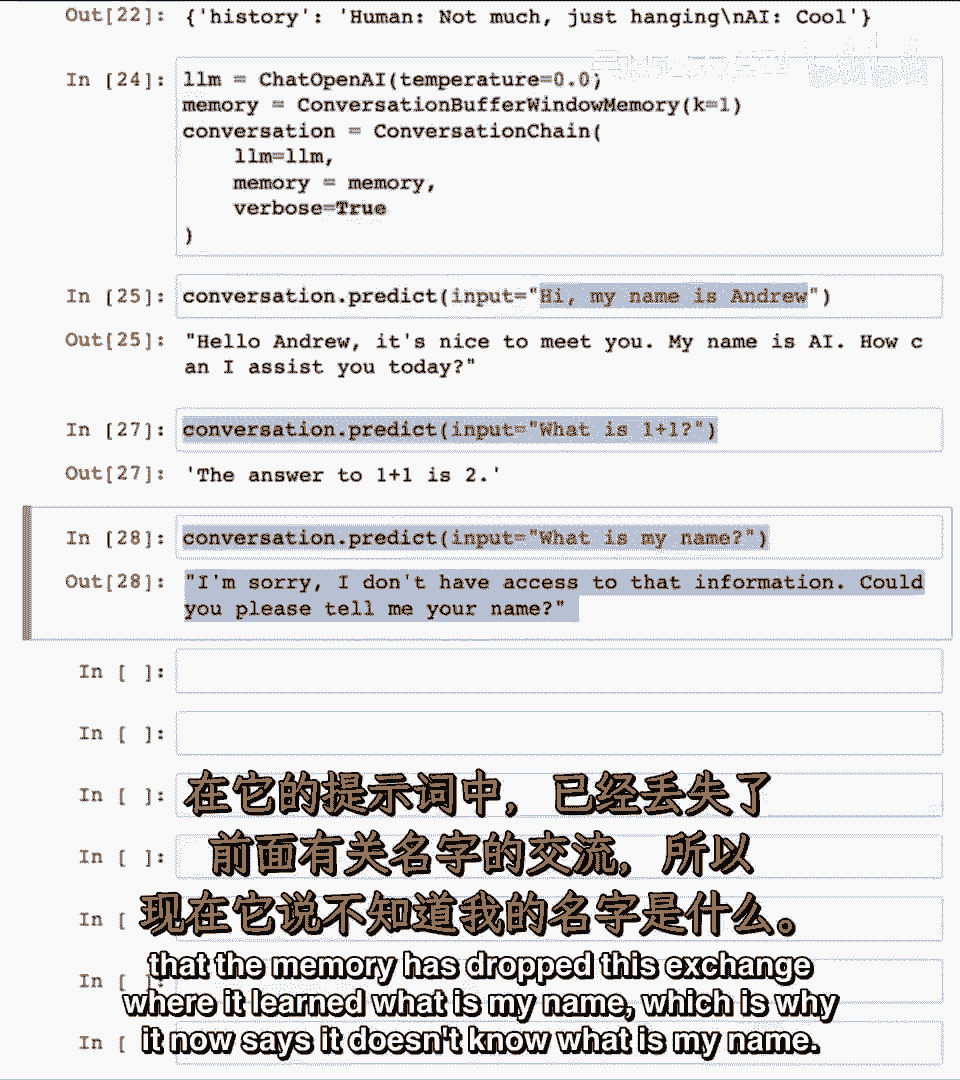 Out[22]: {'history': 'Human: Not much, just hanging\nAI: Cool'}
In [24]: llm = ChatOpenAI(temperature=0.0)
memory = ConversationBufferWindowMemory(k=1)
conversation = ConversationChain(
    llm=llm,
    memory = memory,
    verbose=True
)
In [25]: conversation.predict(input="Hi, my name is Andrew")
Out[25]: "Hello Andrew, it's nice to meet you. My name is AI. How c
an I assist you today?"
In [27]: conversation.predict(input="What is 1+1?")
Out[27]: 'The answer to 1+1 is 2.'
In [28]: conversation.predict(input="What is my name?")
Out[28]: "I'm sorry, I don't have access to that information. Could
you please tell me your name?"
In [ ]:
In [ ]:
In [ ]:
在它的提示词中，已经丢失了
In [ ]:
前面有关名字的交流，所以
In [
现在它说不知道我的名字是什么。
In [ ]:
that the memory has dropped this exchange
where it learned what is my name, which is why
In [
it now says it doesn't know what is my name.